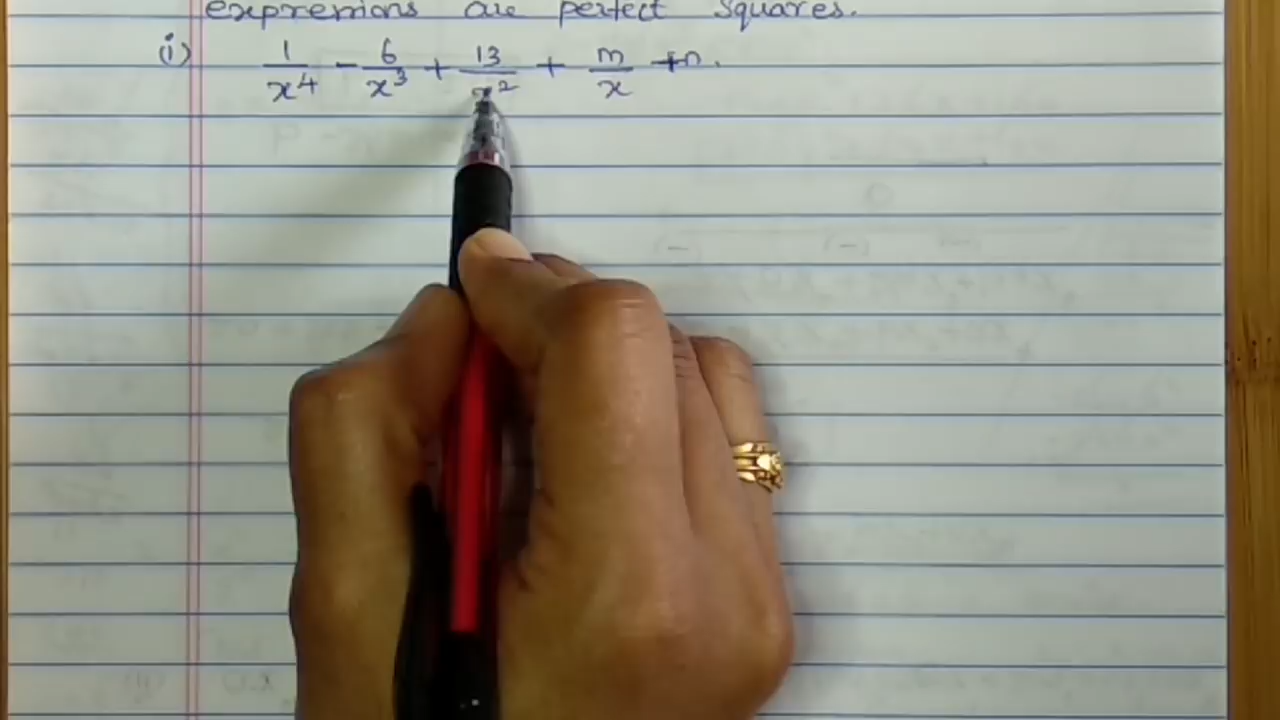 expressions are perfect squares.
(i) 1/x⁴ - 6/x³ + 13/x² + m/x + n.